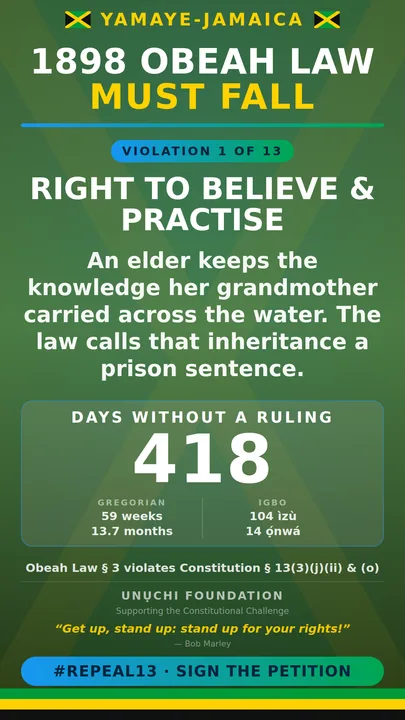 YAMAYE-JAMAICA
1898 OBEAH LAW
MUST FALL
VIOLATION 1 OF 13
RIGHT TO BELIEVE &
PRACTISE
An elder keeps the
knowledge her grandmother
carried across the water. The
law calls that inheritance a
prison sentence.
DAYS WITHOUT A RULING
418
GREGORIAN
59 weeks
13.7 months
IGBO
104 ìzù
14 ọ́nwá
Obeah Law § 3 violates Constitution § 13(3)(j)(ii) & (o)
UNỤCHI FOUNDATION
Supporting the Constitutional Challenge
“Get up, stand up: stand up for your rights!”
— Bob Marley
#REPEAL13 · SIGN THE PETITION